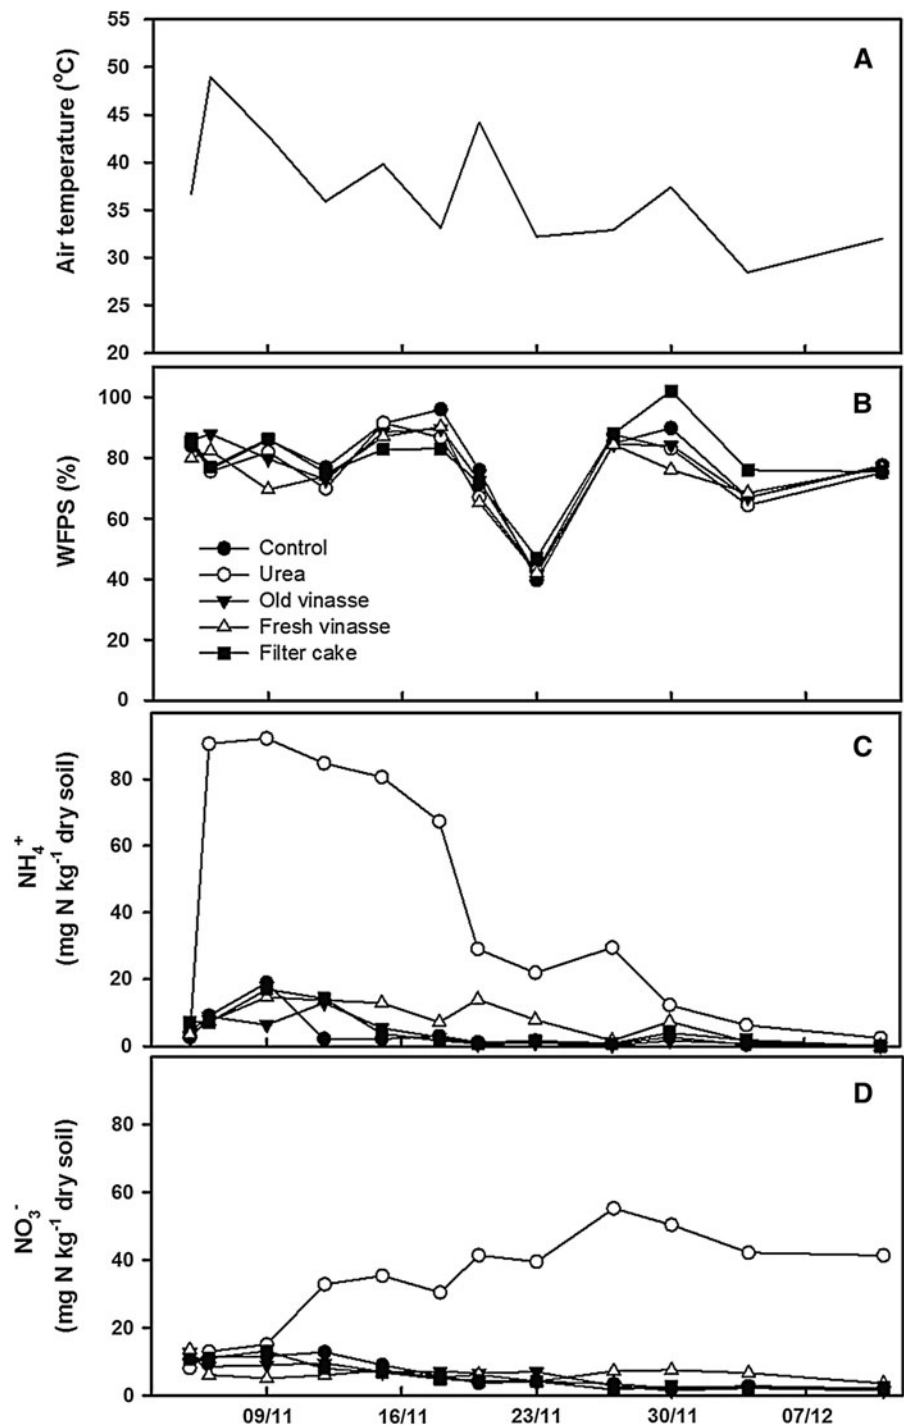 A
Air temperature (°C)
55
50
45
40
35
30
25
20
B
WFPS (%)
100
80
60
40
20
0
Control
Urea
Old vinasse
Fresh vinasse
Filter cake
C
NH₄⁺
(mg N kg⁻¹ dry soil)
80
60
40
20
0
D
NO₃⁻
(mg N kg⁻¹ dry soil)
80
60
40
20
0
09/11 16/11 23/11 30/11 07/12